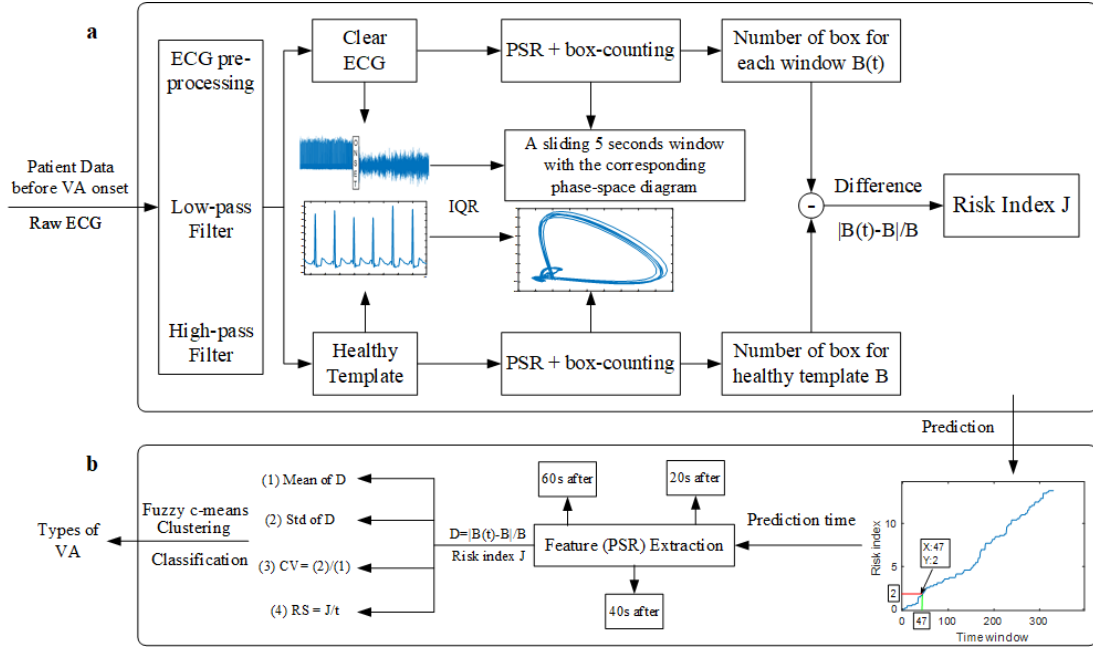 a
ECG pre-
processing
Low-pass
Filter
High-pass
Filter
Patient Data
before VA onset
Raw ECG
Clear
ECG
PSR + box-counting
Number of box for
each window B(t)
ONSET
A sliding 5 seconds window
with the corresponding
phase-space diagram
IQR
-
Difference
|B(t)-B|/B
Risk Index J
Healthy
Template
PSR + box-counting
Number of box for
healthy template B
Prediction
b
Types of
VA
Fuzzy c-means
Clustering
Classification
(1) Mean of D
(2) Std of D
(3) CV = (2)/(1)
(4) RS = J/t
D=|B(t)-B|/B
Risk index J
60s after
20s after
Feature (PSR) Extraction
40s after
Prediction time
Risk index
10
5
2
0
X:47
Y:2
0
47
100
200
300
Time window